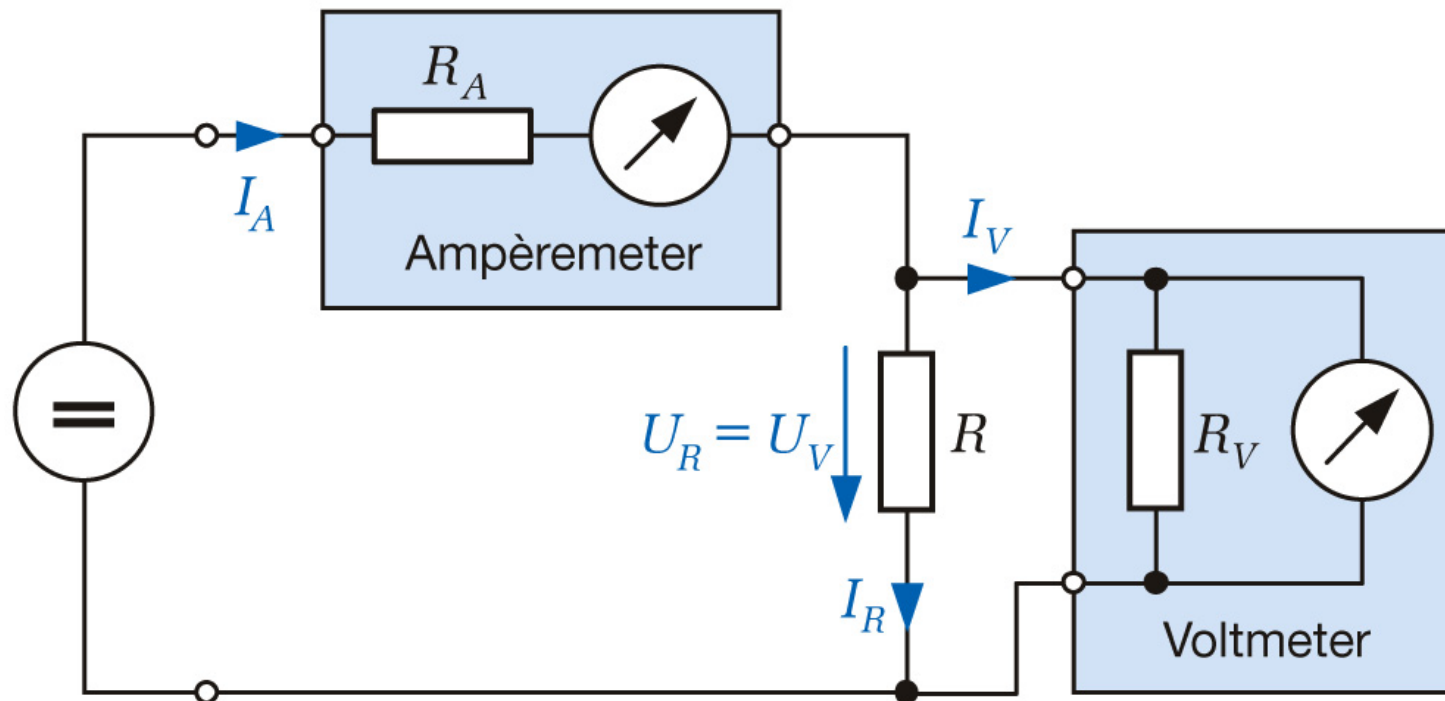 R_A
I_A
Ampèremeter
I_V
U_R = U_V
R
R_V
I_R
Voltmeter